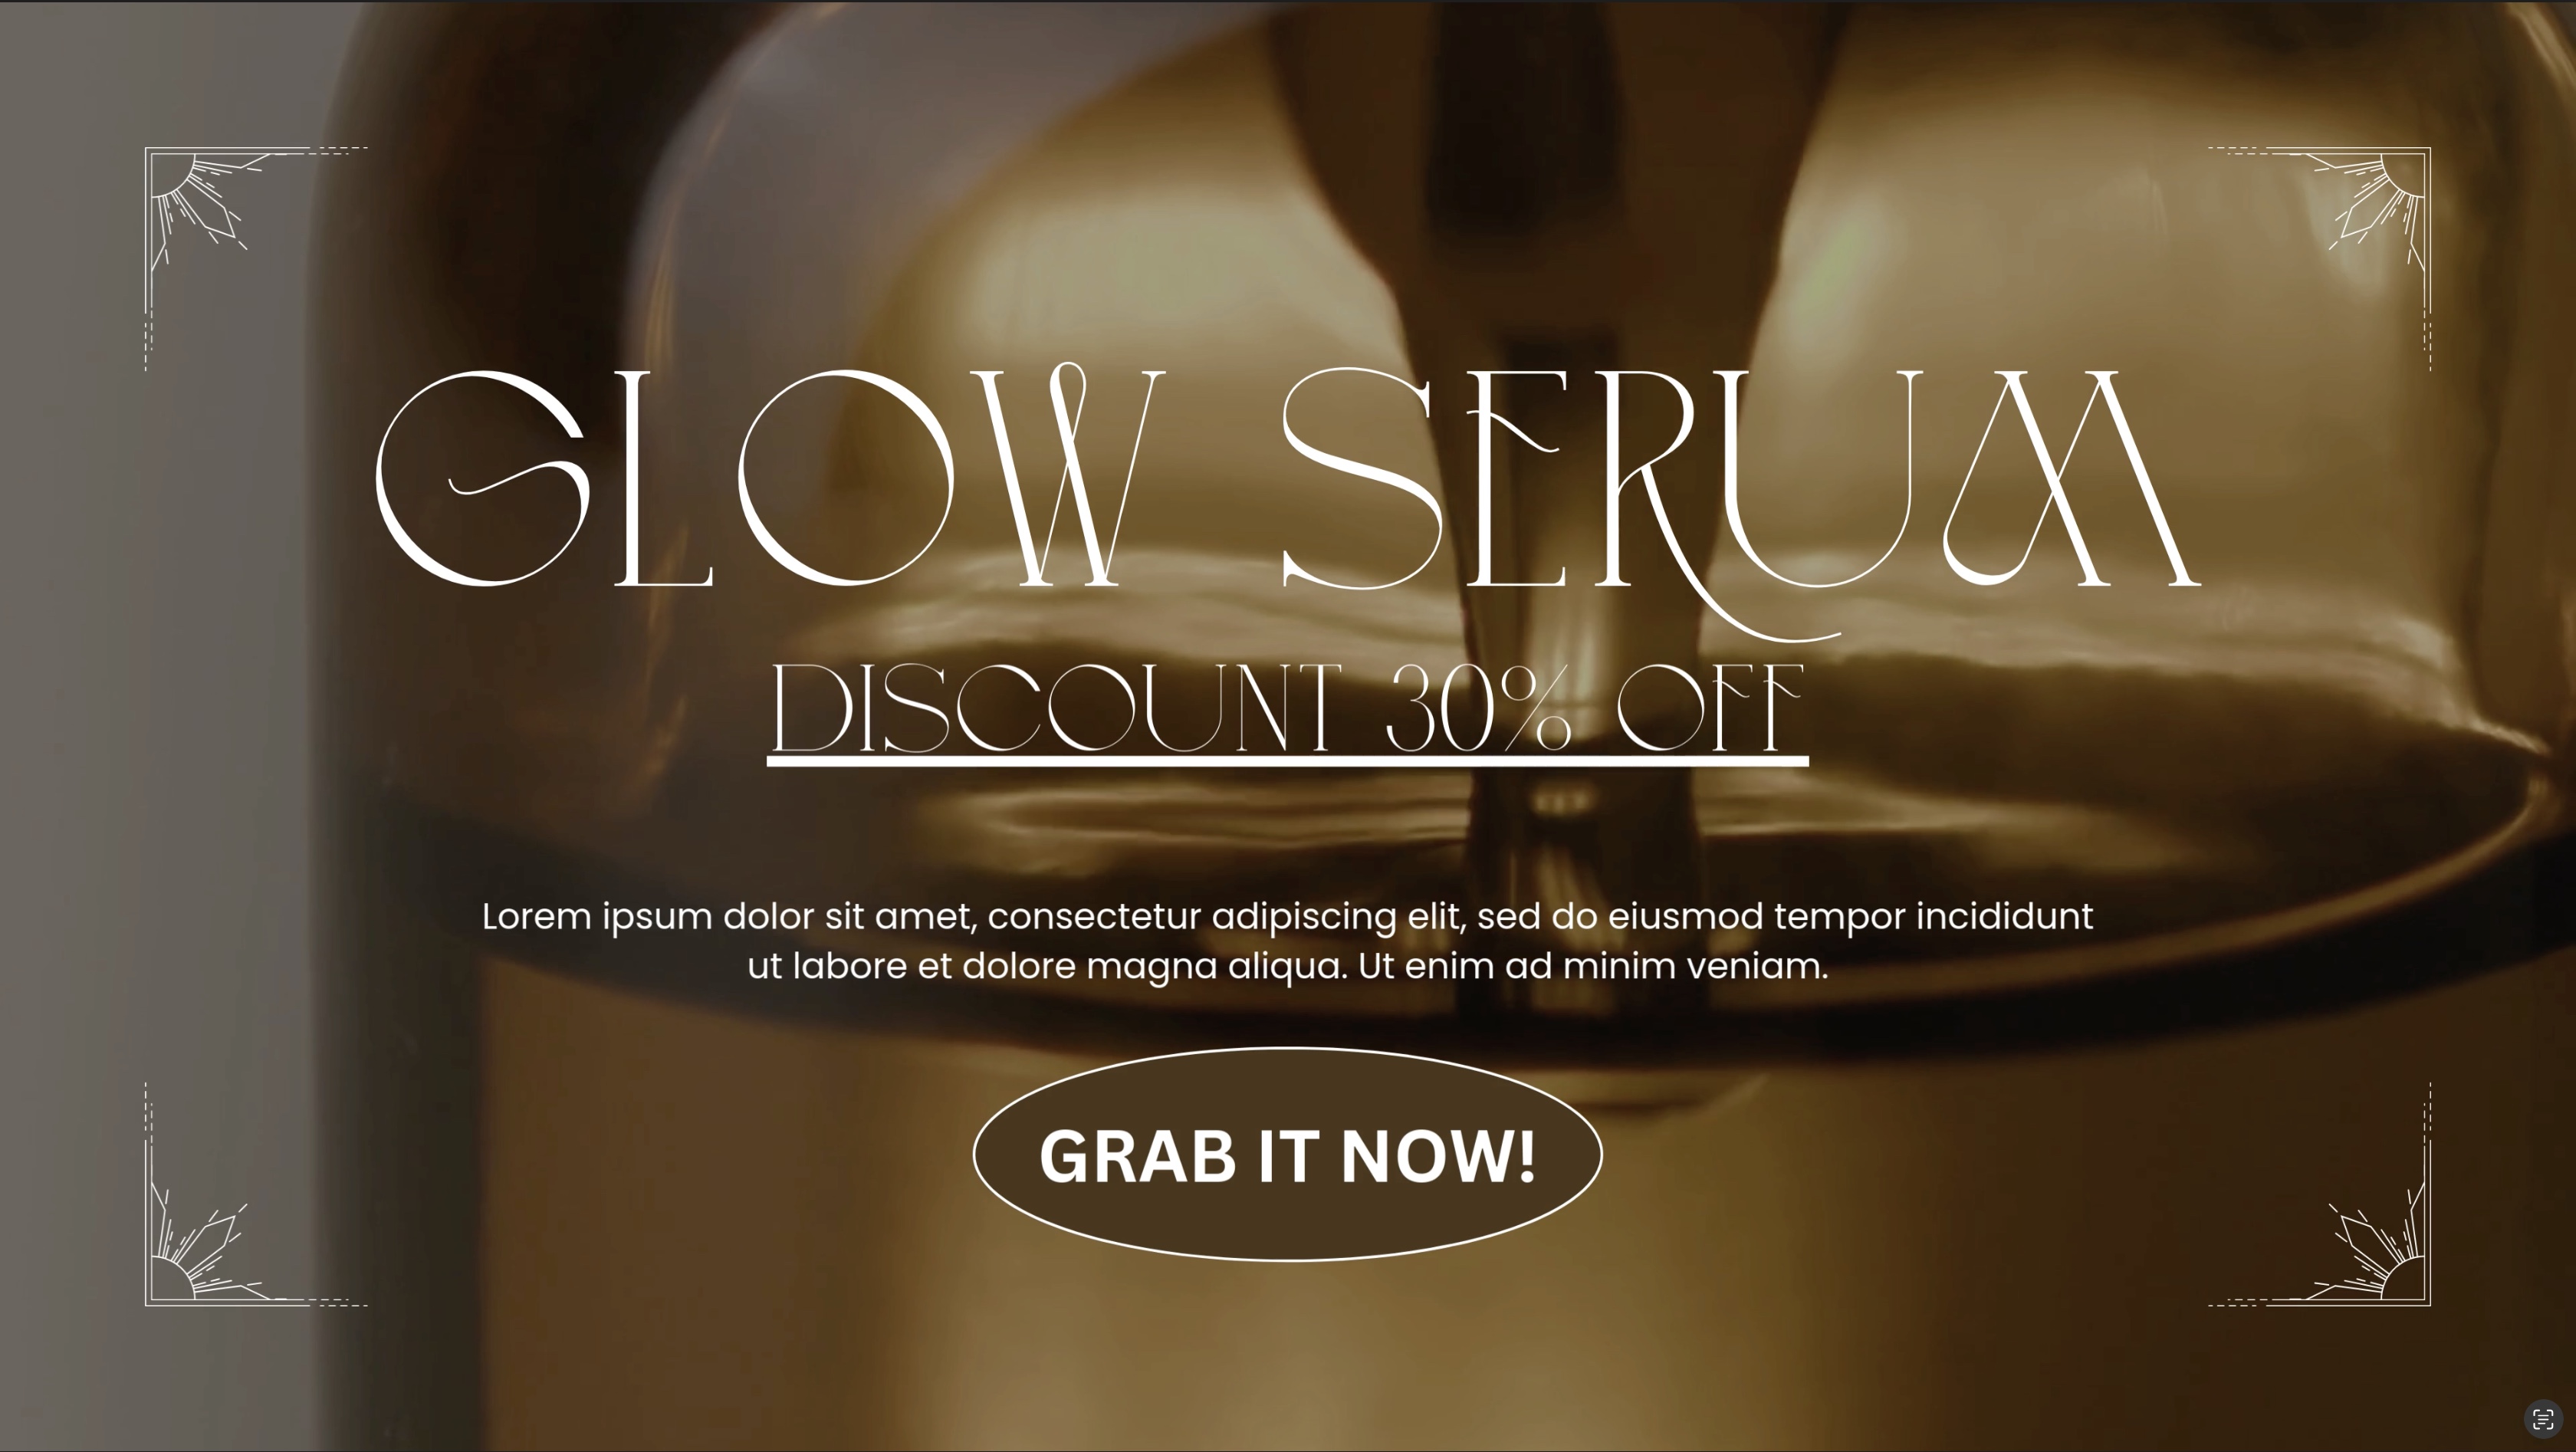 GLOW SERUM
DISCOUNT 30% OFF
Lorem ipsum dolor sit amet, consectetur adipiscing elit, sed do eiusmod tempor incididunt
ut labore et dolore magna aliqua. Ut enim ad minim veniam.
GRAB IT NOW!